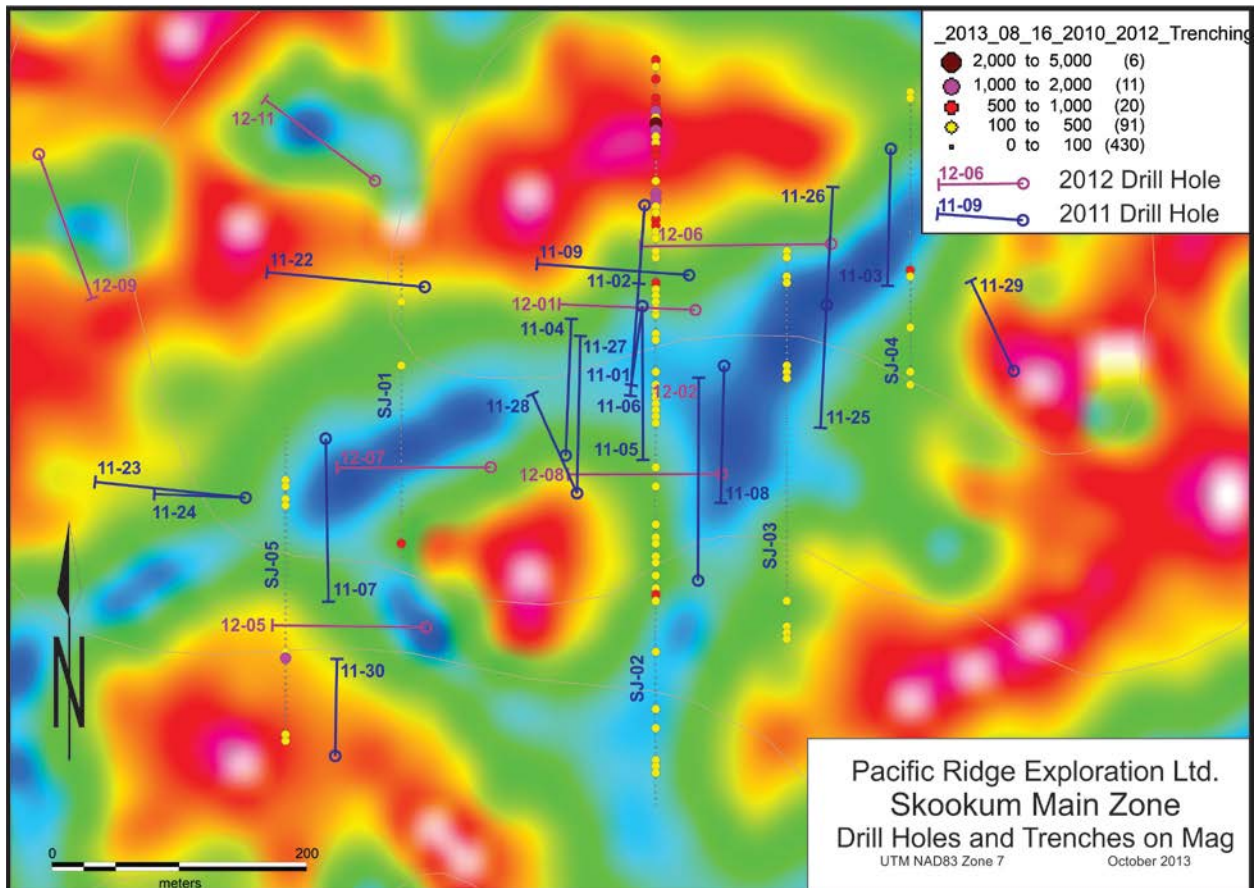 _2013_08_16_2010_2012_Trenching
2,000 to 5,000 (6)
1,000 to 2,000 (11)
500 to 1,000 (20)
100 to 500 (91)
0 to 100 (430)
12-06
2012 Drill Hole
11-09
2011 Drill Hole
12-11
12-09
11-22
11-09
11-02
12-06
11-26
11-03
11-29
12-01
11-04
11-27
11-01
11-06
12-02
SJ-04
SJ-01
11-28
11-25
11-05
11-23
11-24
12-07
12-08
11-08
SJ-05
SJ-03
11-07
12-05
11-30
SJ-02
N
0 200
meters
Pacific Ridge Exploration Ltd.
Skookum Main Zone
Drill Holes and Trenches on Mag
UTM NAD83 Zone 7 October 2013